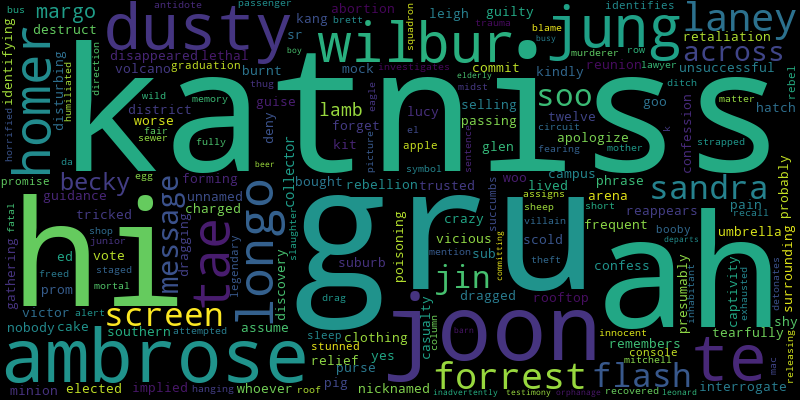 bus margo antidote dusty passenger kang brett abortion leigh guilty identifies laney
destruct sr squadron trauma blame retaliation
disappeared lethal wilbur jung busy murderer row lawyer across
identifying homer disturbing humiliated direction volcano graduation boy burnt mock investigates commit elderly kindly reunion unsuccessful rebel
thug eagle midst ditch
katniss
wild memory guise lamb lucy selling soo goo matter hatch
district worse deny forget picture el passing twelve circuit confession k
horrified fair sewer fully kit apple glen apologize fearing mother strapped
da symbol sentence
promise egg becky forming collector beer bought rebellion trusted woo lived campus phrase sandra probably
guidance message unnamed slaughter succumbs assigns arena pain
hi tricked charged tae longo gru sheep short reappears recall ah
fatal shop junior dragging legendary crazy villain frequent booby umbrella surrounding
gathering ed vote poisoning vicious mention sub scold departs
freed staged discovery suburb jin committing theft confess presumably captivity
prom mortal drag dragged rooftop inhabitant exhausted detonates
victor alert screen casualty column joon shy
nobody cake southern attempted assume sleep clothing barn innocent tearfully
ambrose stunned remembers console releasing
relief yes purse forrest mitchell flash te mac
minion elected implied hanging whoever roof pig nicknamed inadvertently testimony orphanage recovered leonard interrogate